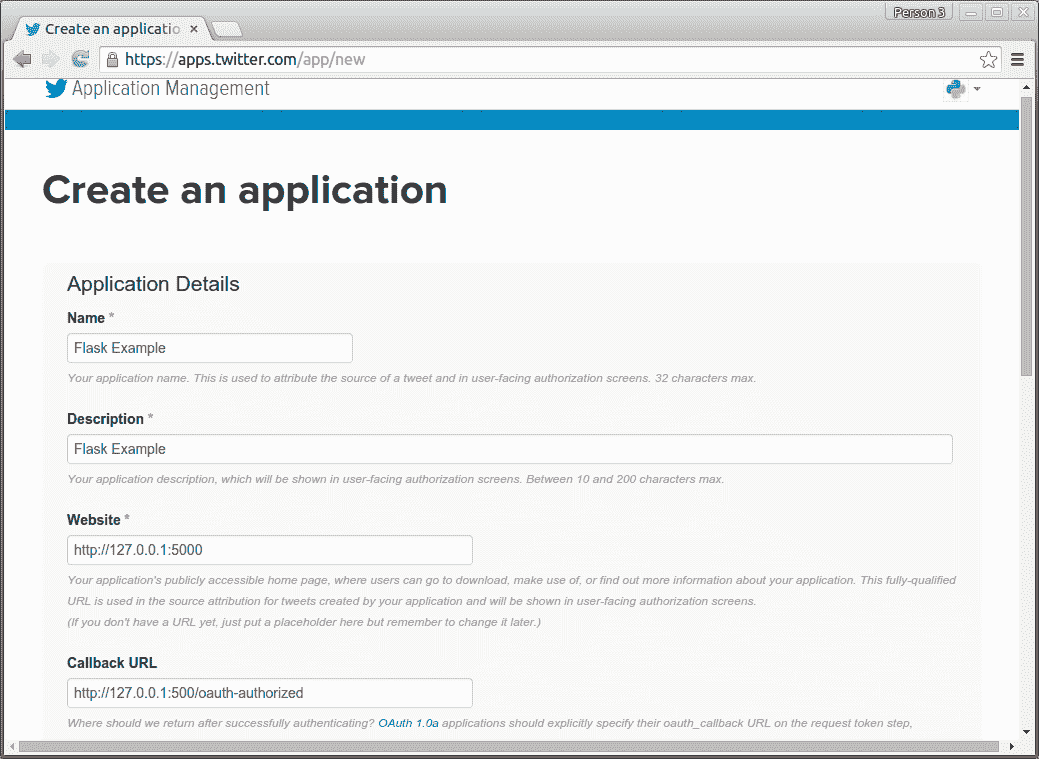 Person 3
Create an applicatio
https://apps.twitter.com/app/new
Application Management
Create an application
Application Details
Name *
Flask Example
Your application name. This is used to attribute the source of a tweet and in user-facing authorization screens. 32 characters max.
Description *
Flask Example
Your application description, which will be shown in user-facing authorization screens. Between 10 and 200 characters max.
Website *
http://127.0.0.1:5000
Your application's publicly accessible home page, where users can go to download, make use of, or find out more information about your application. This fully-qualified
URL is used in the source attribution for tweets created by your application and will be shown in user-facing authorization screens.
(If you don't have a URL yet, just put a placeholder here but remember to change it later.)
Callback URL
http://127.0.0.1:500/oauth-authorized
Where should we return after successfully authenticating? OAuth 1.0a applications should explicitly specify their oauth_callback URL on the request token step,